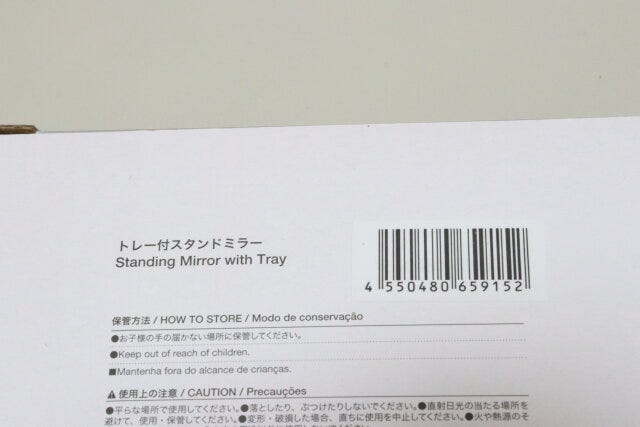 トレー付スタンドミラー
Standing Mirror with Tray
4 550480 659152
保管方法 / HOW TO STORE / Modo de conservação
●お子様の手の届かない場所に保管してください。
●Keep out of reach of children.
■Mantenha fora do alcance de crianças.
⚠使用上の注意 / CAUTION / Precauções
●平らな場所で使用してください。●落としたり、ぶつけたりしないでください。●直射日光の当たる場所を
避けて、使用・保管してください。●変形・破損した場合、直ちに使用を中止してください。●火や熱源のそ